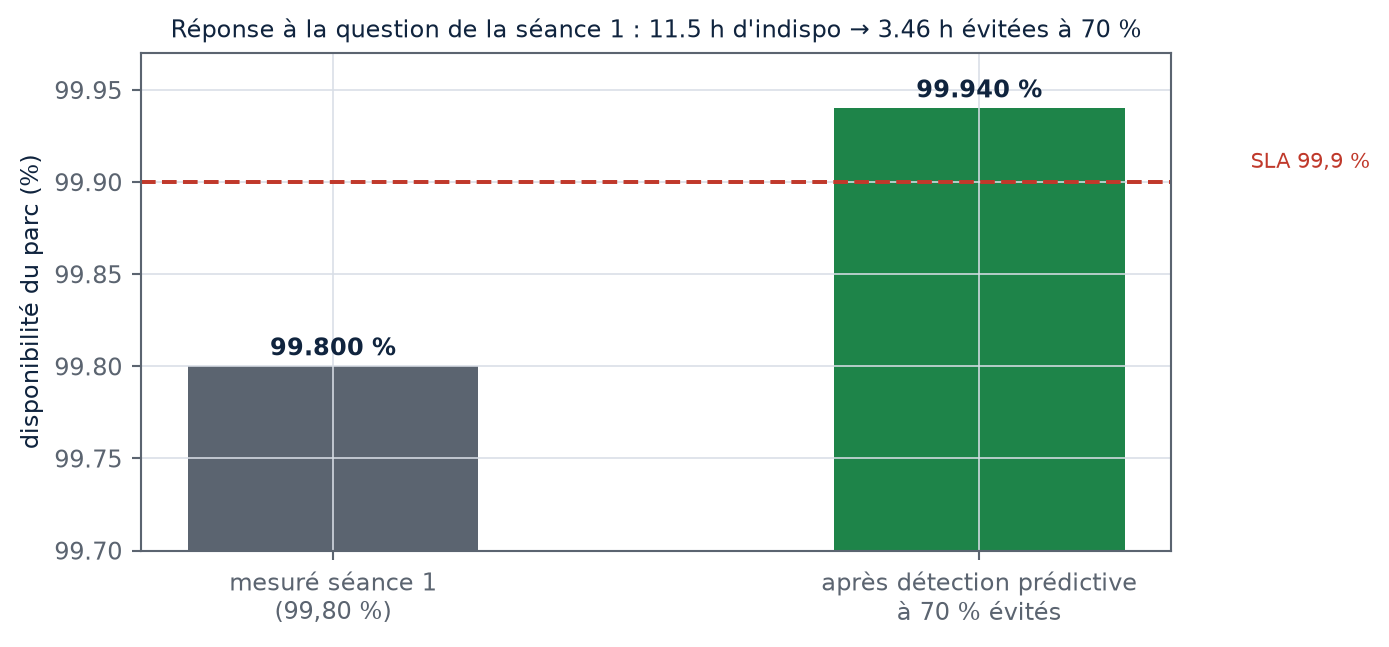 Réponse à la question de la séance 1 : 11.5 h d'indispo → 3.46 h évitées à 70 %
disponibilité du parc (%)
99.95
99.90
99.85
99.80
99.75
99.70
99.800 %
99.940 %
SLA 99,9 %
mesuré séance 1
(99,80 %)
après détection prédictive
à 70 % évités